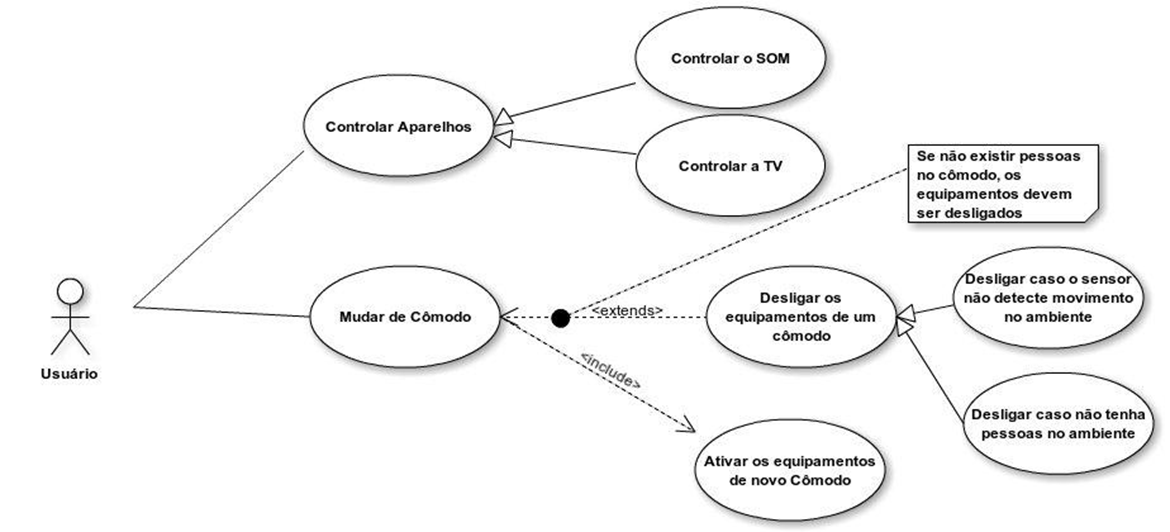 Controlar o SOM
Controlar Aparelhos
Controlar a TV
Se não existir pessoas
no cômodo, os
equipamentos devem
ser desligados
Usuário
Mudar de Cômodo
<extends>
<include>
Desligar os
equipamentos de um
cômodo
Desligar caso o sensor
não detecte movimento
no ambiente
Desligar caso não tenha
pessoas no ambiente
Ativar os equipamentos
de novo Cômodo